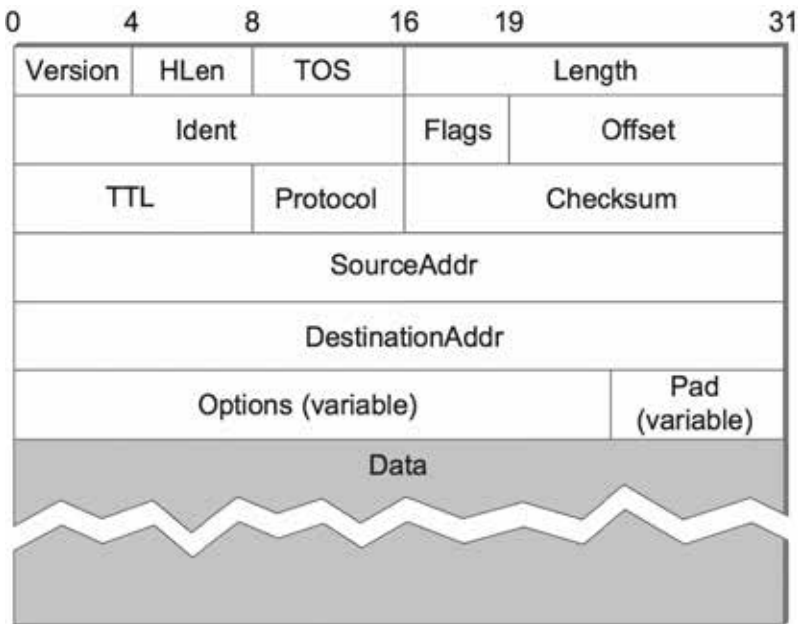 0 4 8 16 19 31
Version HLen TOS Length
Ident Flags Offset
TTL Protocol Checksum
SourceAddr
DestinationAddr
Options (variable) Pad
(variable)
Data